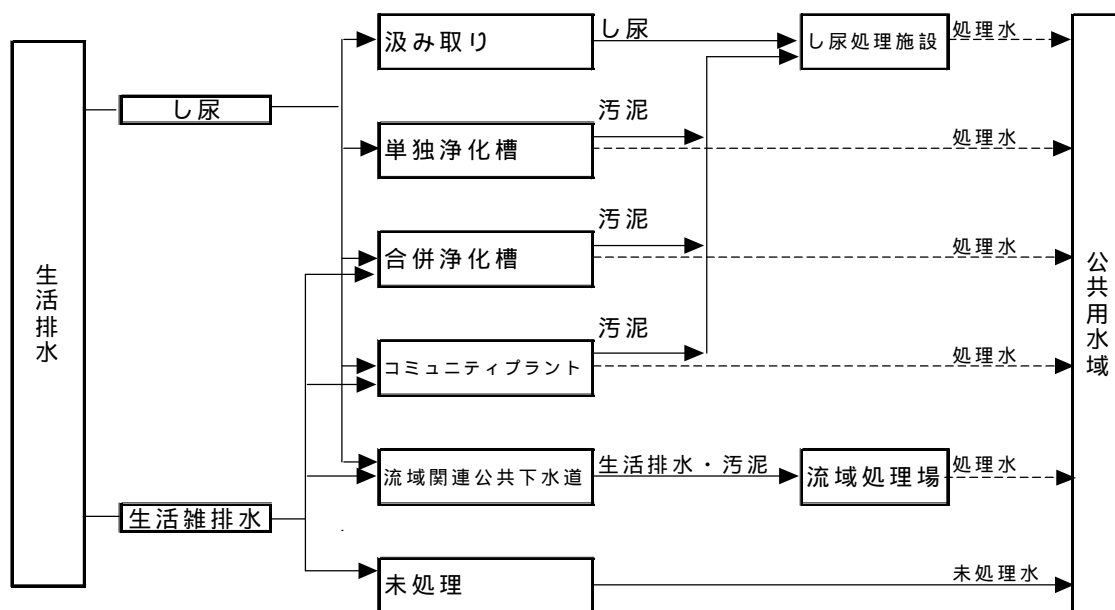 生活排水
し尿
生活雑排水
汲み取り
し尿
し尿処理施設
処理水
単独浄化槽
汚泥
処理水
合併浄化槽
汚泥
処理水
コミュニティプラント
汚泥
処理水
流域関連公共下水道
生活排水・汚泥
流域処理場
処理水
未処理
未処理水
公共用水域